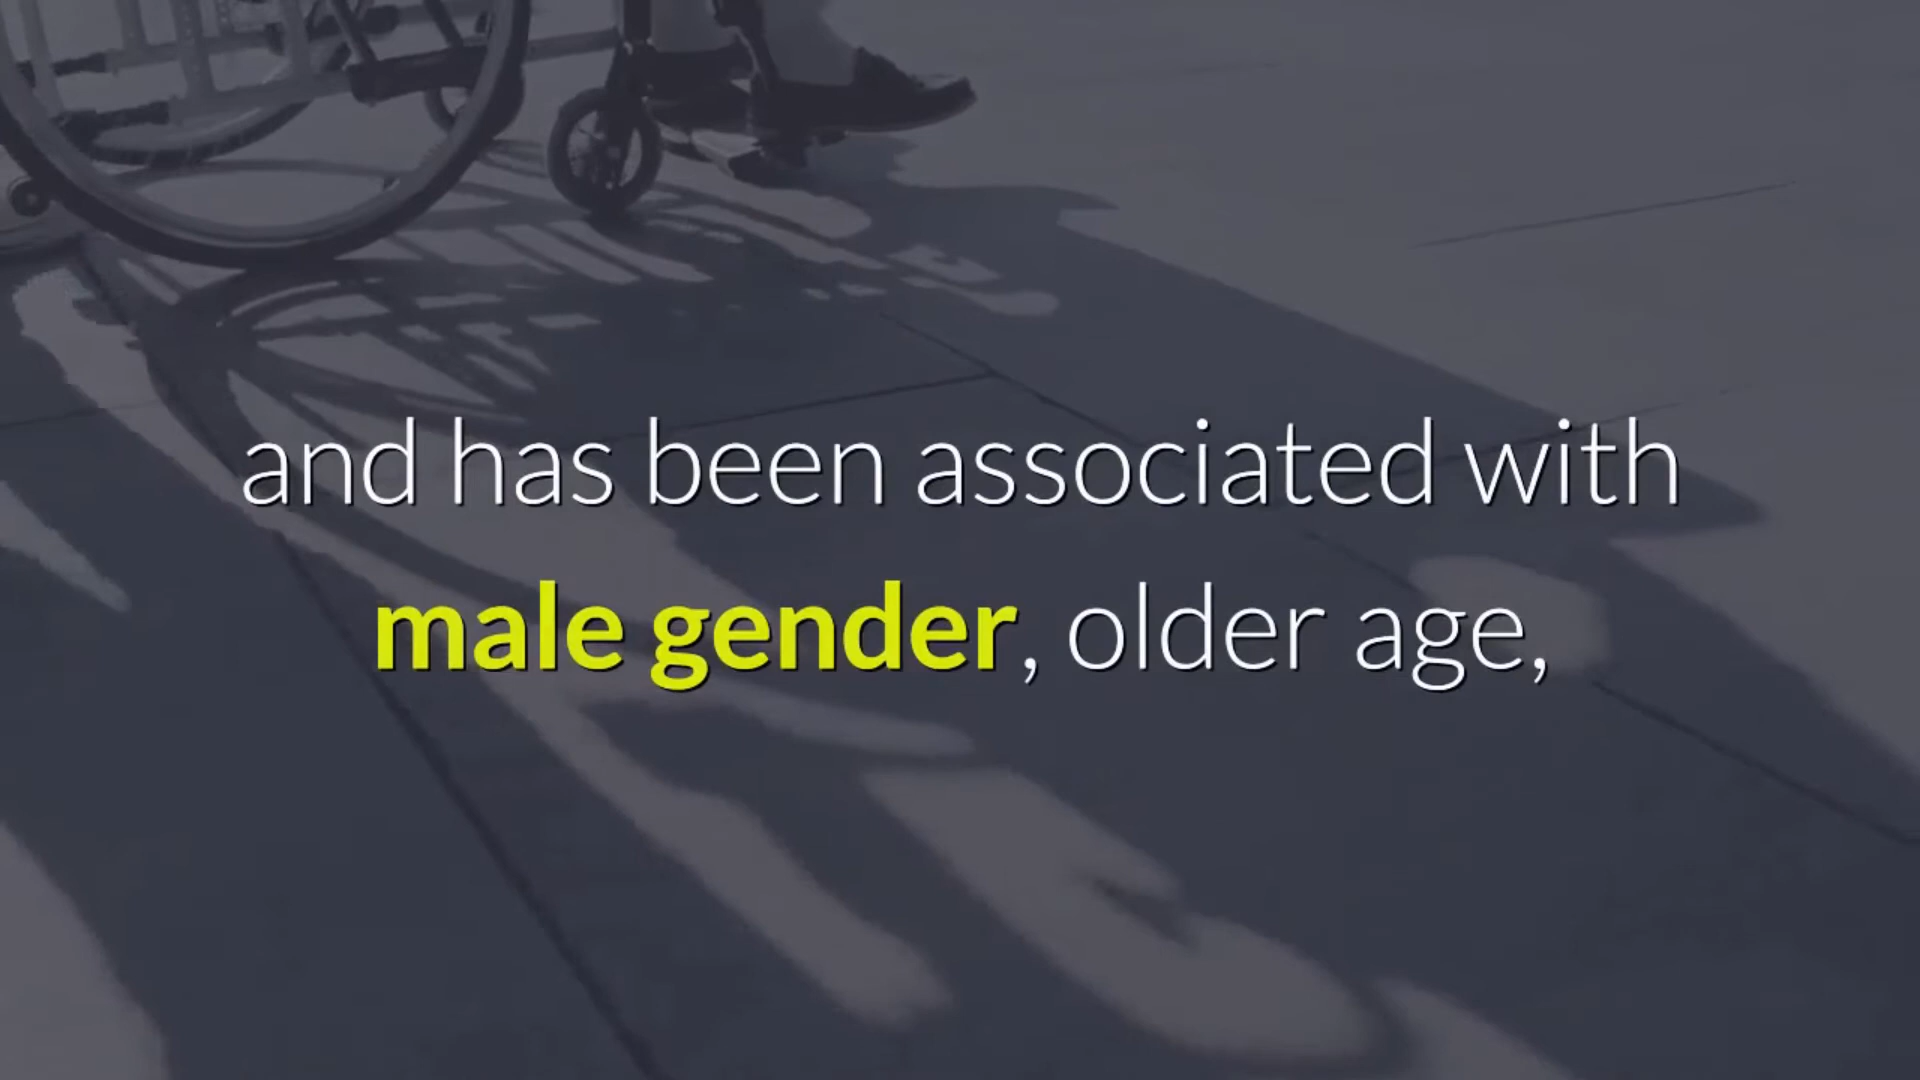 and has been associated with
male gender, older age,